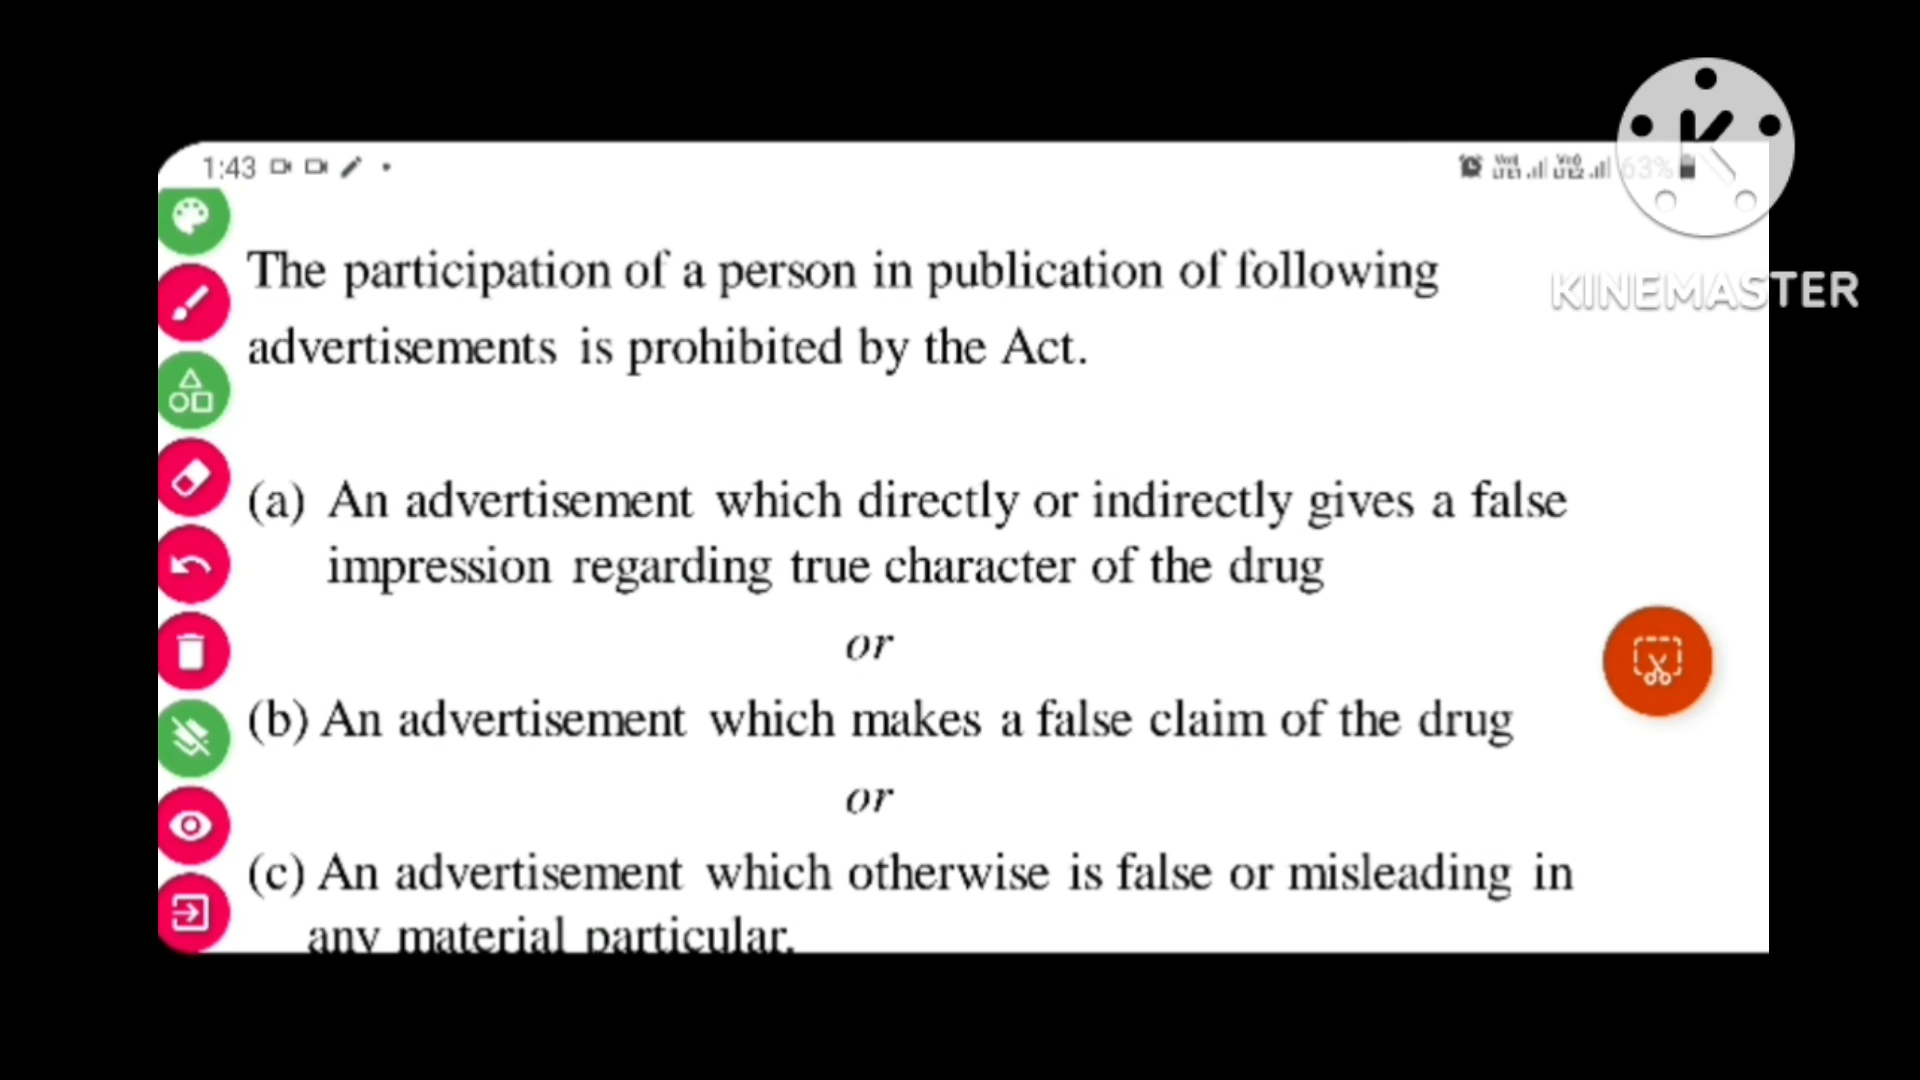 1:43
63%
K
KINEMASTER
The participation of a person in publication of following
advertisements is prohibited by the Act.
(a) An advertisement which directly or indirectly gives a false
impression regarding true character of the drug
or
(b) An advertisement which makes a false claim of the drug
or
(c) An advertisement which otherwise is false or misleading in
any material particular.